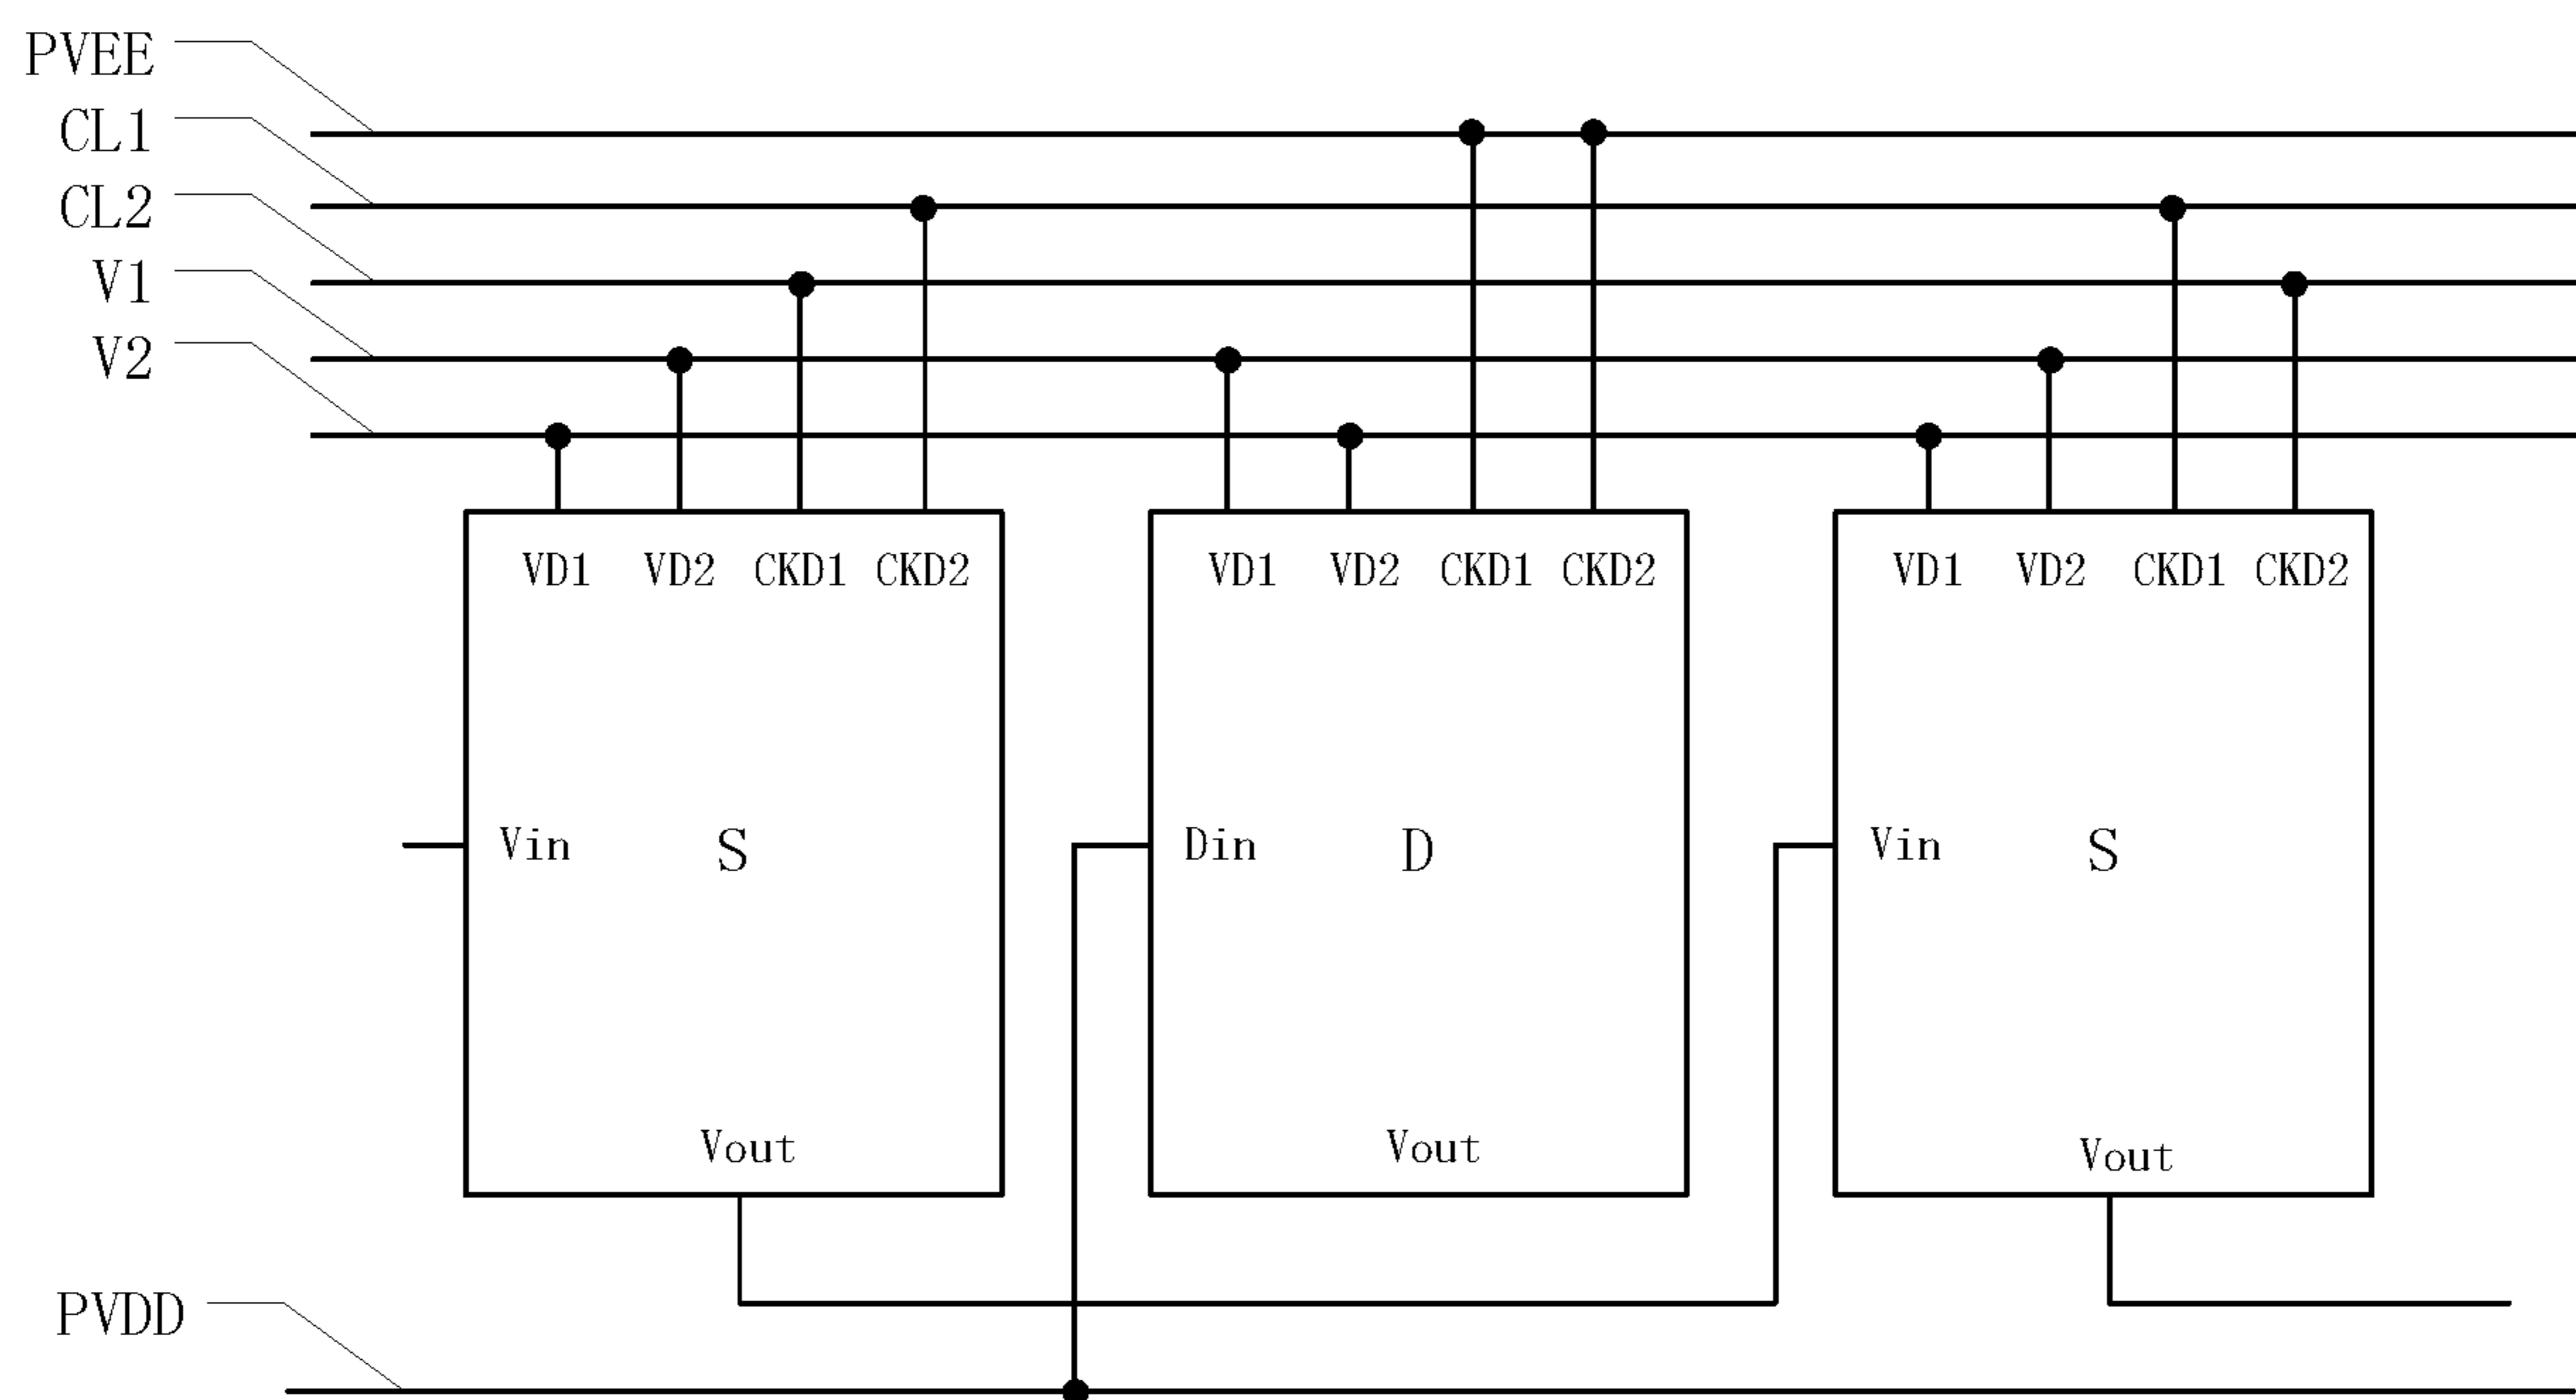 PVEE
CL1
CL2
V1
V2
VD1 VD2 CKD1 CKD2 VD1 VD2 CKD1 CKD2 VD1 VD2 CKD1 CKD2
Vin S Din D Vin S
Vout Vout Vout
PVDD